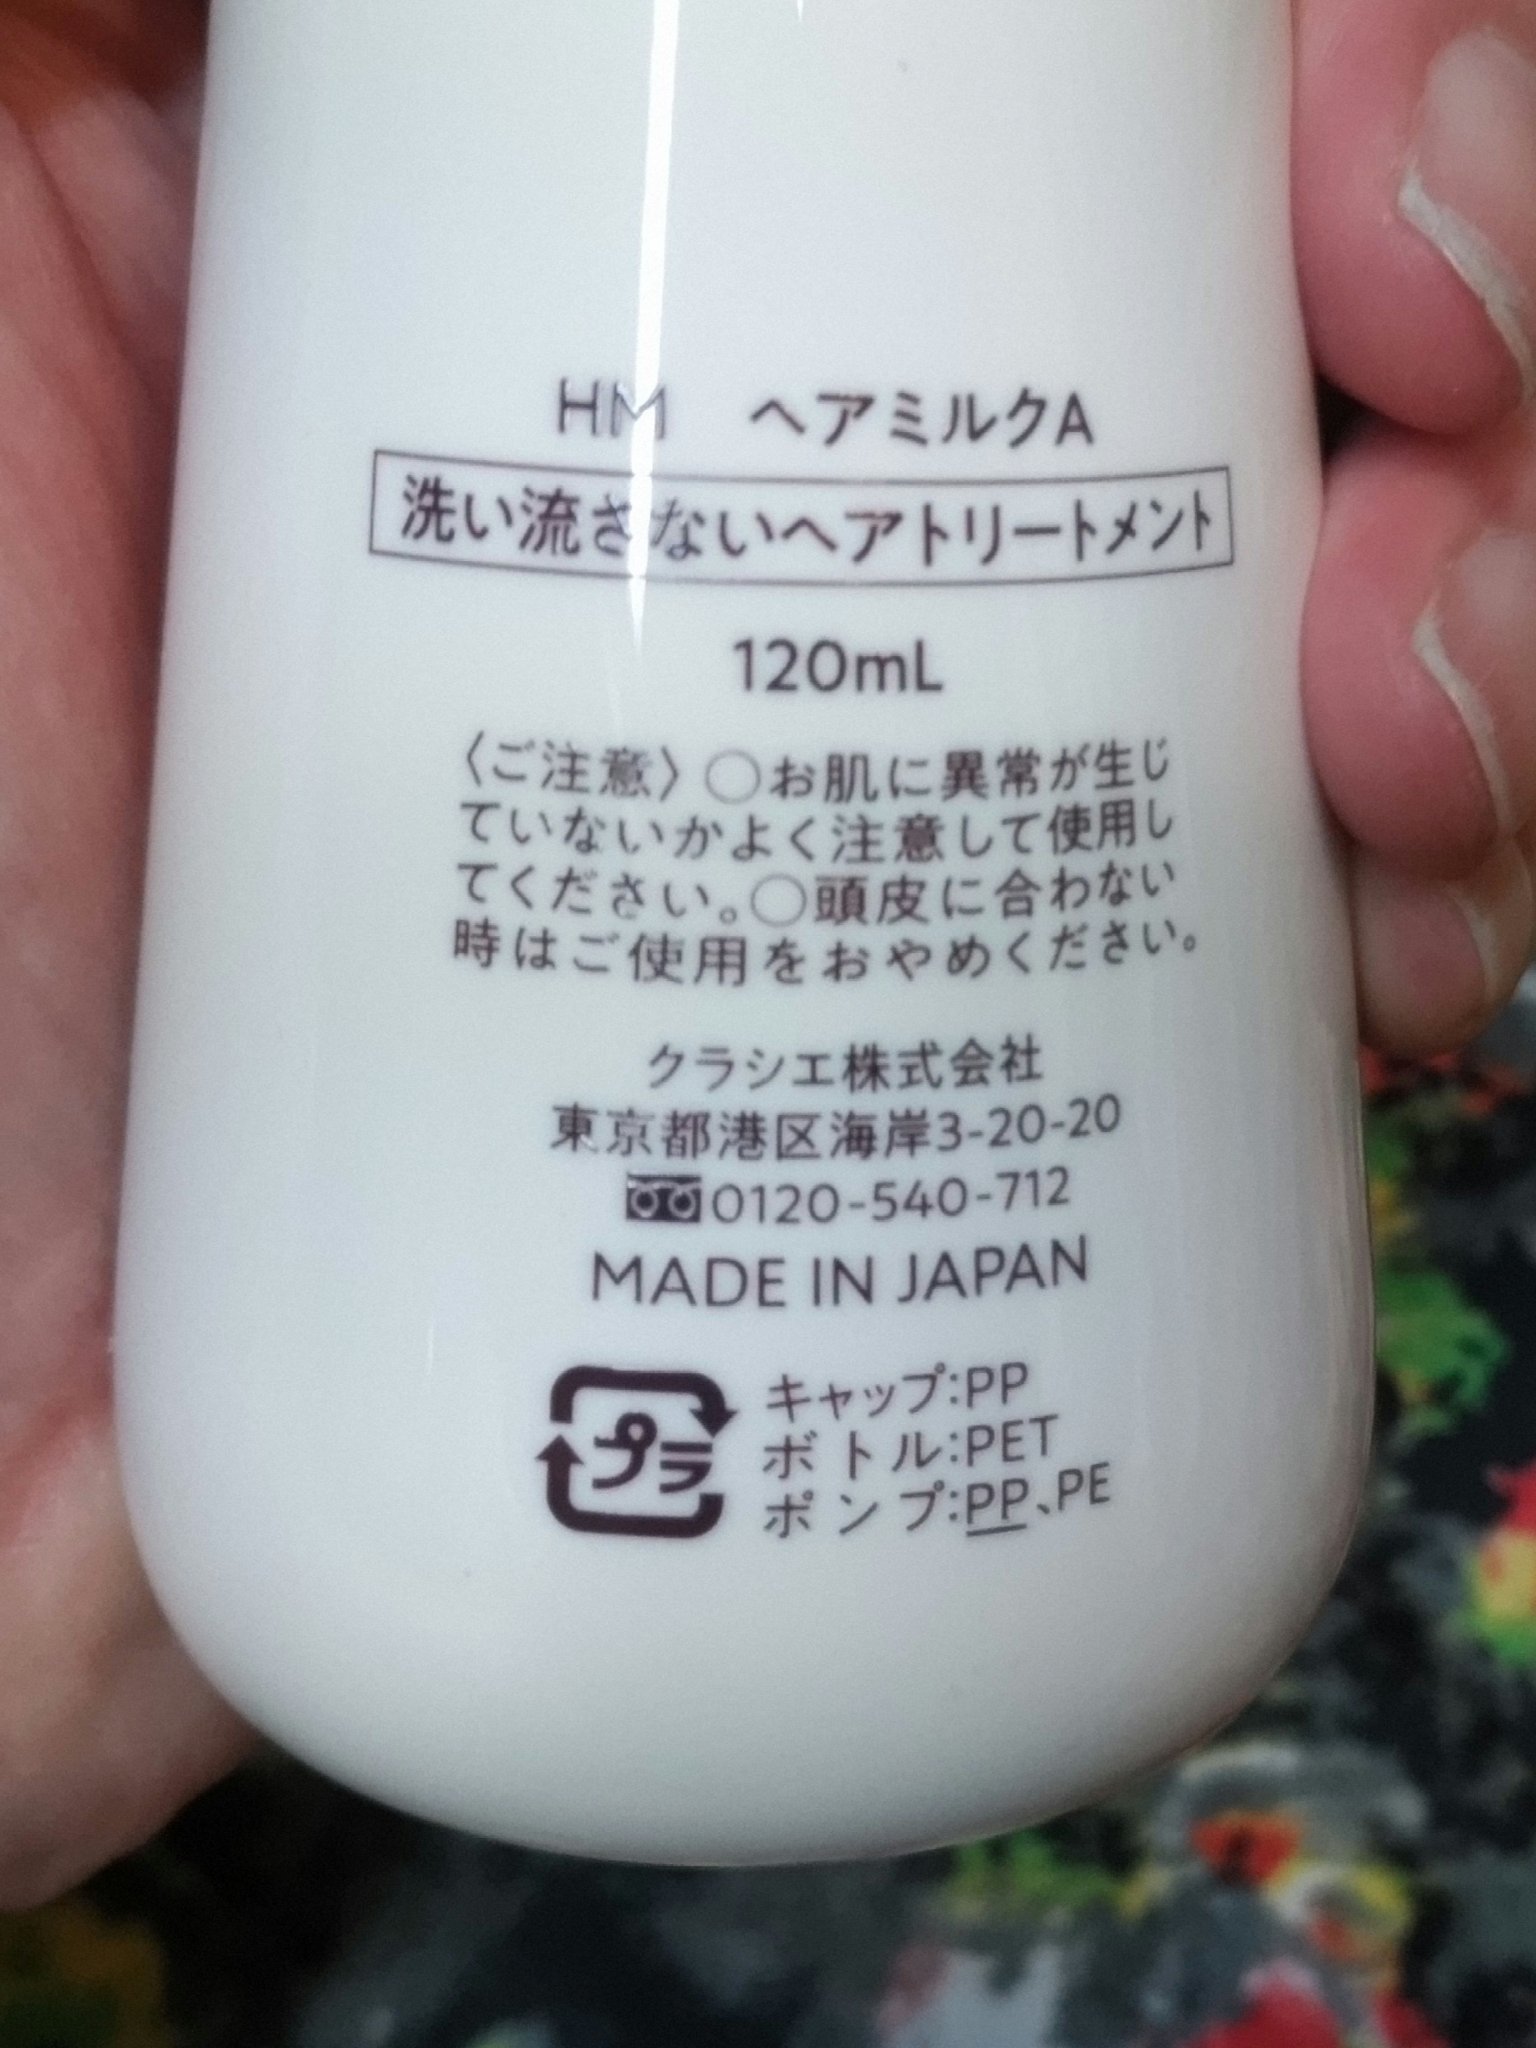 HM ヘアミルクA
洗い流さないヘアトリートメント
120mL
〈ご注意〉○お肌に異常が生じ
ていないかよく注意して使用し
てください。○頭皮に合わない
時はご使用をおやめください。
クラシエ株式会社
東京都港区海岸3-20-20
0120-540-712
MADE IN JAPAN
プラ
キャップ:PP
ボトル:PET
ポンプ:PP、PE